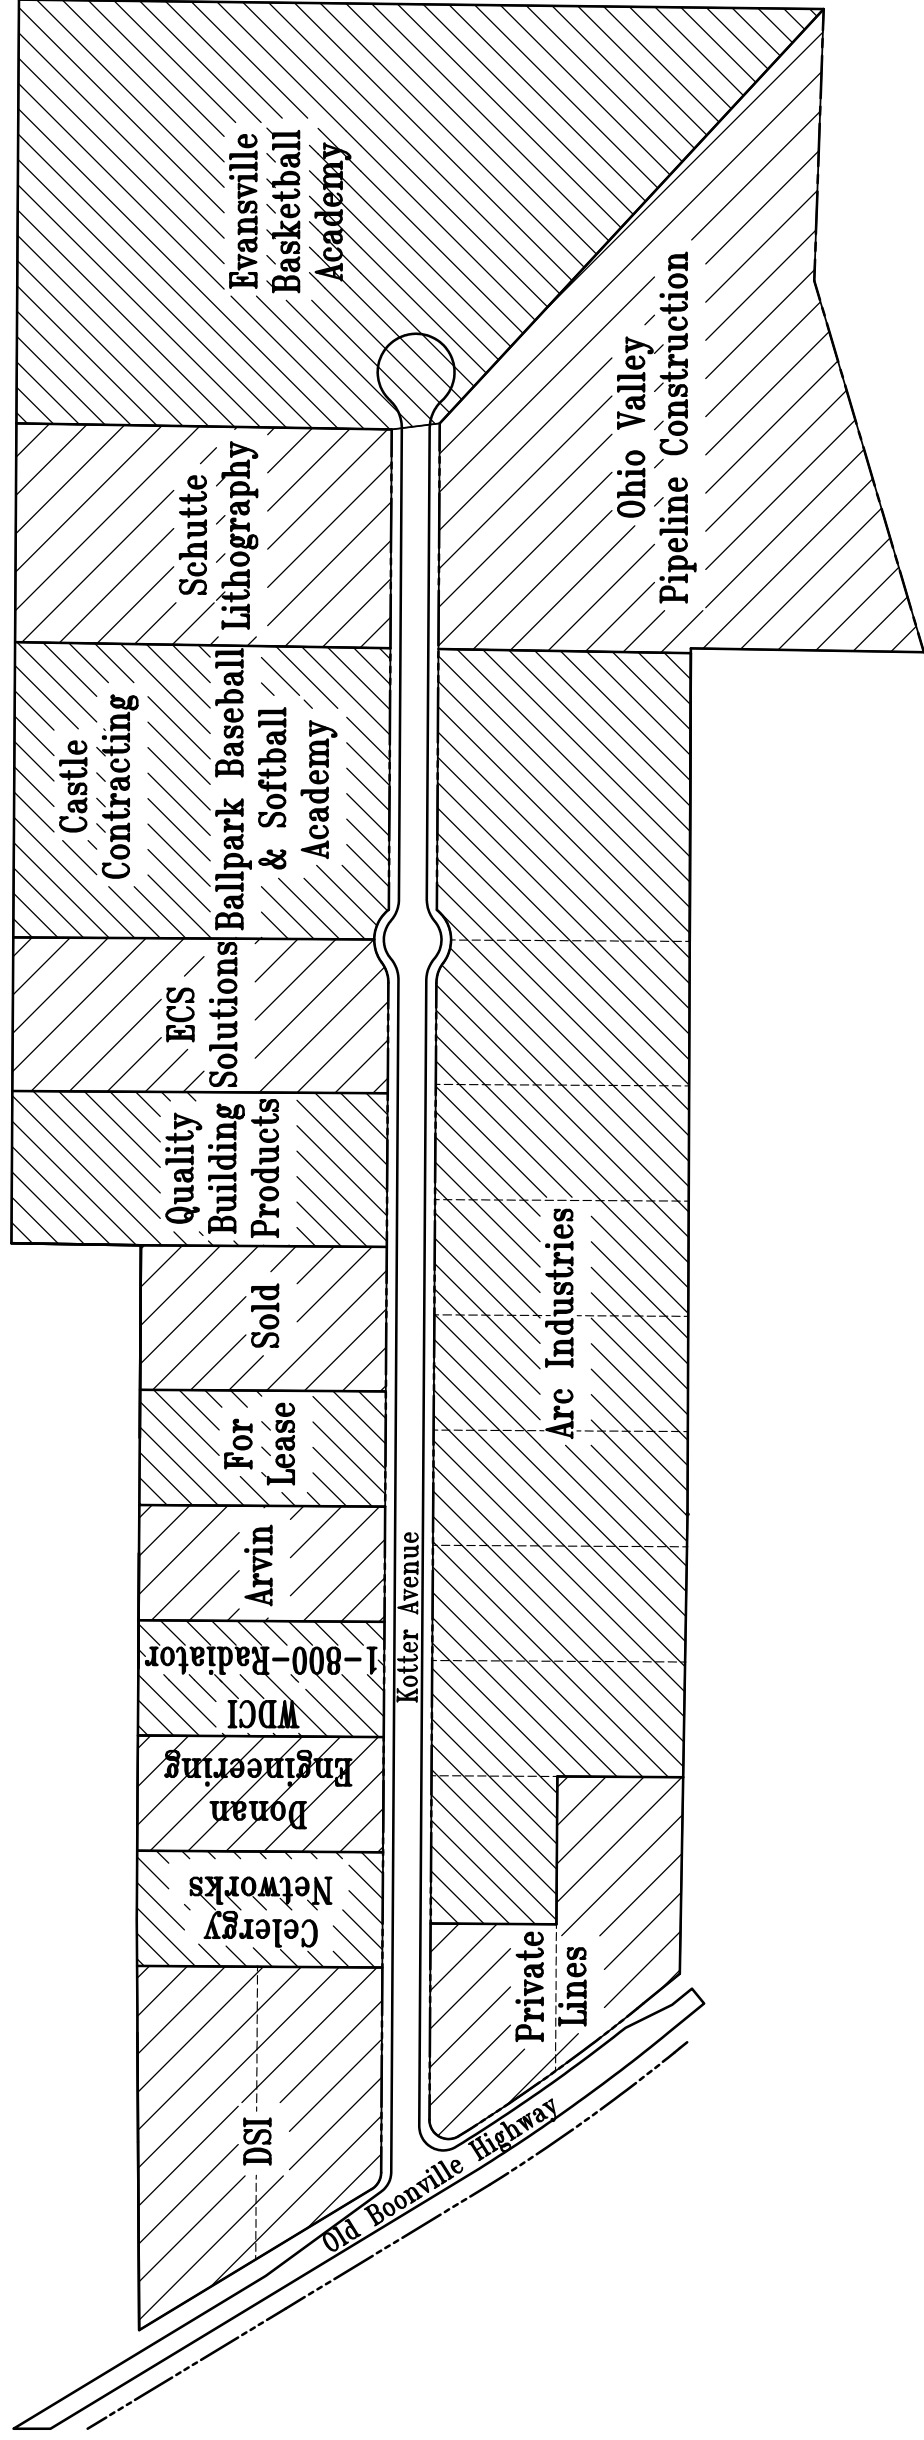 Evansville
Basketball
Academy
Ohio Valley
Pipeline Construction
Schutte
Lithography
Castle
Contracting
Ballpark Baseball
& Softball
Academy
ECS
Solutions
Quality
Building
Products
Sold
For
Lease
Arvin
1-800-Radiator
WDCI
Donan
Engineering
Celergy
Networks
DSI
Arc Industries
Kotter Avenue
Private
Lines
Old Boonville Highway